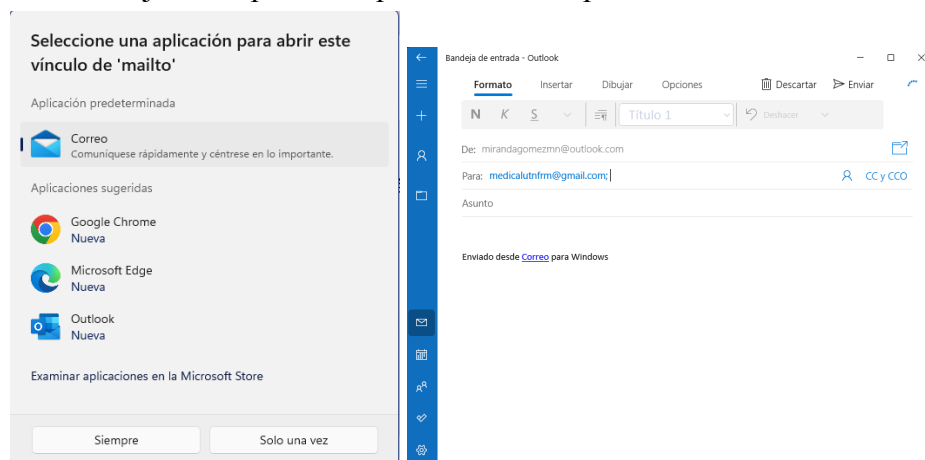 Seleccione una aplicación para abrir este
vínculo de 'mailto'
Aplicación predeterminada
Correo
Comuníquese rápidamente y céntrese en lo importante.
Aplicaciones sugeridas
Google Chrome
Nueva
Microsoft Edge
Nueva
Outlook
Nueva
Examinar aplicaciones en la Microsoft Store
Siempre Solo una vez
Bandeja de entrada - Outlook
Formato Insertar Dibujar Opciones Descartar Enviar
N K S Título 1 Deshacer
De: mirandagomezmn@outlook.com
Para: medicalutnfrm@gmail.com; CC y CCO
Asunto
Enviado desde Correo para Windows